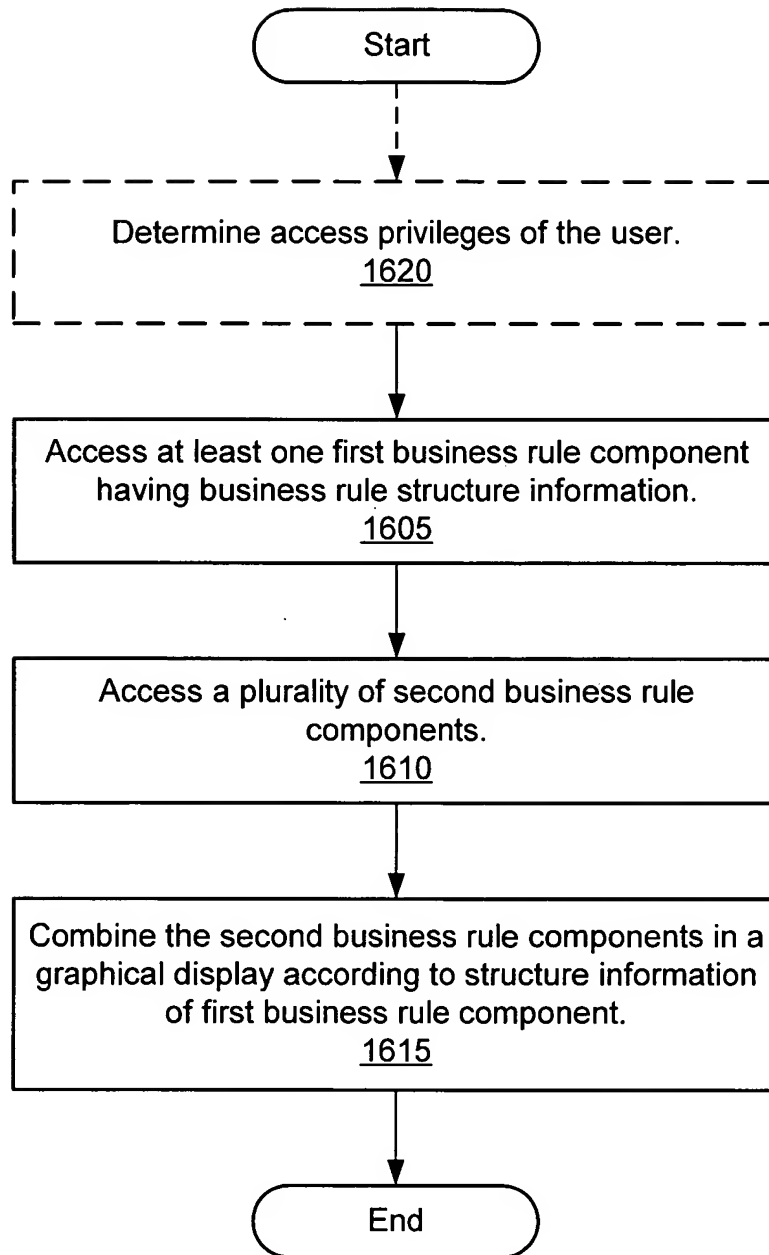 Start
Determine access privileges of the user.
1620
Access at least one first business rule component
having business rule structure information.
1605
Access a plurality of second business rule
components.
1610
Combine the second business rule components in a
graphical display according to structure information
of first business rule component.
1615
End